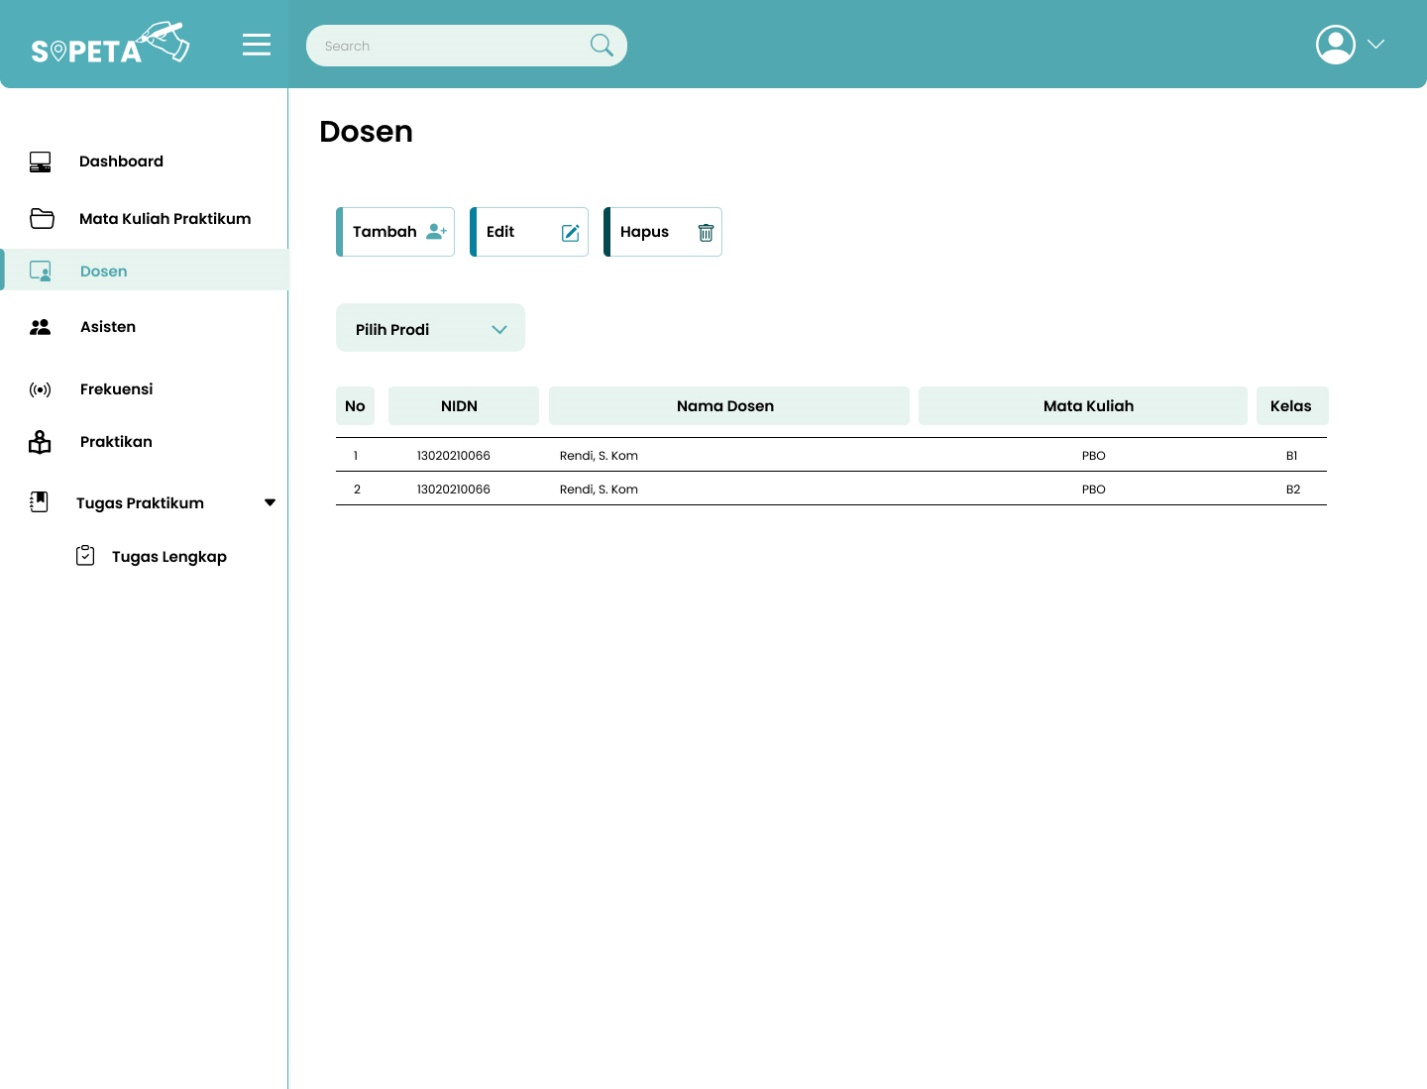 SOPETA
Search
Dosen
Dashboard
Mata Kuliah Praktikum
Dosen
Asisten
Frekuensi
Praktikan
Tugas Praktikum
Tugas Lengkap
Tambah Edit Hapus
Pilih Prodi
No NIDN Nama Dosen Mata Kuliah Kelas
1 13020210066 Rendi, S. Kom PBO B1
2 13020210066 Rendi, S. Kom PBO B2